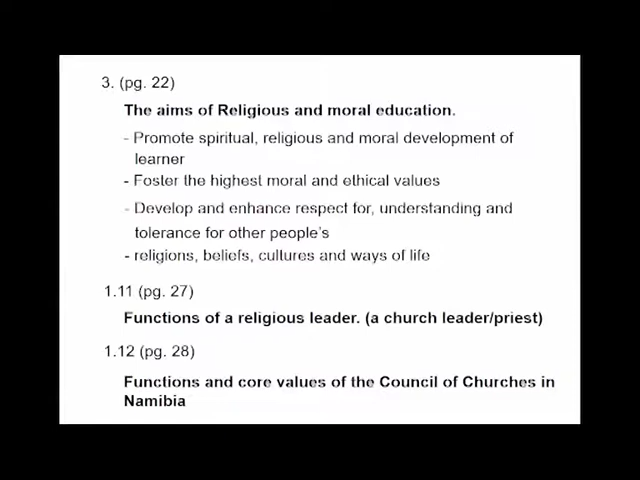 3. (pg. 22)
The aims of Religious and moral education.
- Promote spiritual, religious and moral development of
learner
- Foster the highest moral and ethical values
- Develop and enhance respect for, understanding and
tolerance for other people's
- religions, beliefs, cultures and ways of life
1.11 (pg. 27)
Functions of a religious leader. (a church leader/priest)
1.12 (pg. 28)
Functions and core values of the Council of Churches in
Namibia